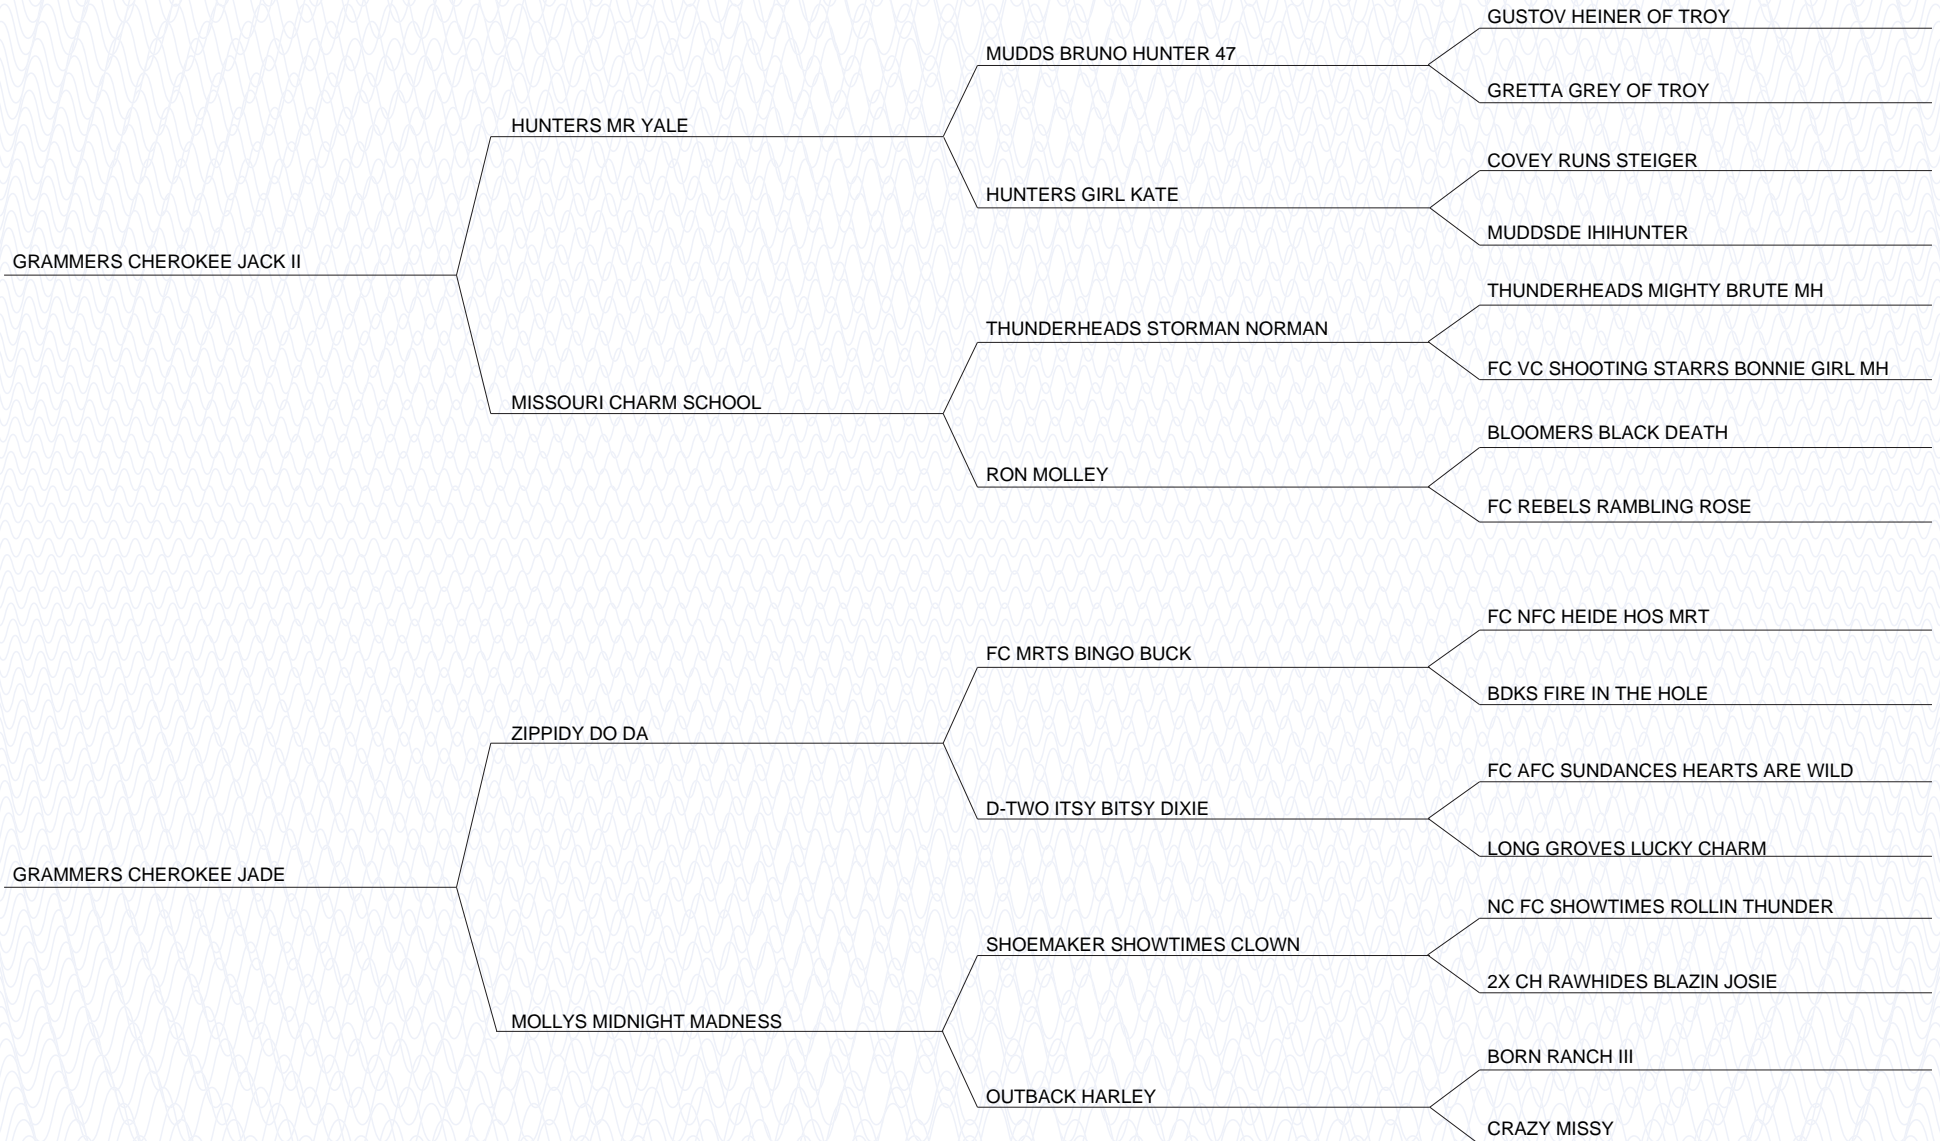 GUSTOV HEINER OF TROY
MUDDS BRUNO HUNTER 47
GRETTA GREY OF TROY
HUNTERS MR YALE
COVEY RUNS STEIGER
HUNTERS GIRL KATE
MUDDSDE IHIHUNTER
GRAMMERS CHEROKEE JACK II
THUNDERHEADS MIGHTY BRUTE MH
THUNDERHEADS STORMAN NORMAN
FC VC SHOOTING STARRS BONNIE GIRL MH
MISSOURI CHARM SCHOOL
BLOOMERS BLACK DEATH
RON MOLLEY
FC REBELS RAMBLING ROSE
FC NFC HEIDE HOS MRT
FC MRTS BINGO BUCK
BDKS FIRE IN THE HOLE
ZIPPIDY DO DA
FC AFC SUNDANCES HEARTS ARE WILD
D-TWO ITSY BITSY DIXIE
LONG GROVES LUCKY CHARM
GRAMMERS CHEROKEE JADE
NC FC SHOWTIMES ROLLIN THUNDER
SHOEMAKER SHOWTIMES CLOWN
2X CH RAWHIDES BLAZIN JOSIE
MOLLYS MIDNIGHT MADNESS
BORN RANCH III
OUTBACK HARLEY
CRAZY MISSY